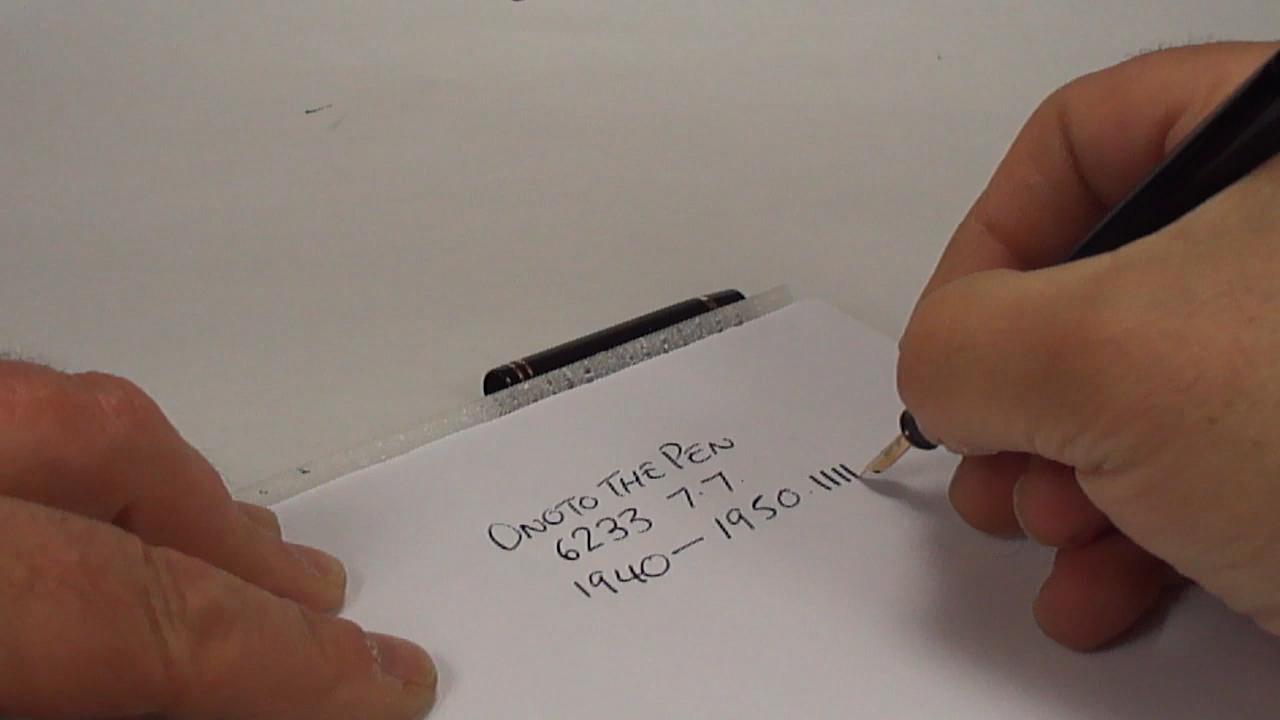 ONOTO THE PEN
6233 7.7.
1940 — 1950. IIII